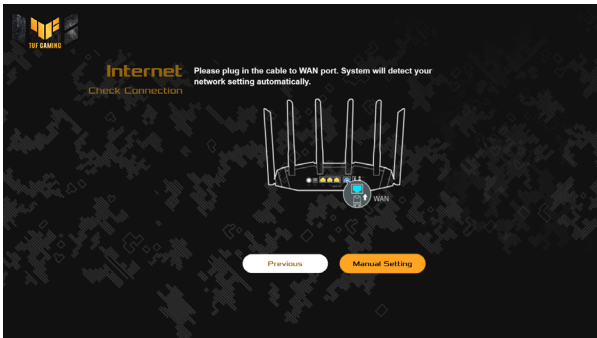 TUF GAMING
Internet
Check Connection
Please plug in the cable to WAN port. System will detect your
network setting automatically.
WAN
Previous
Manual Setting